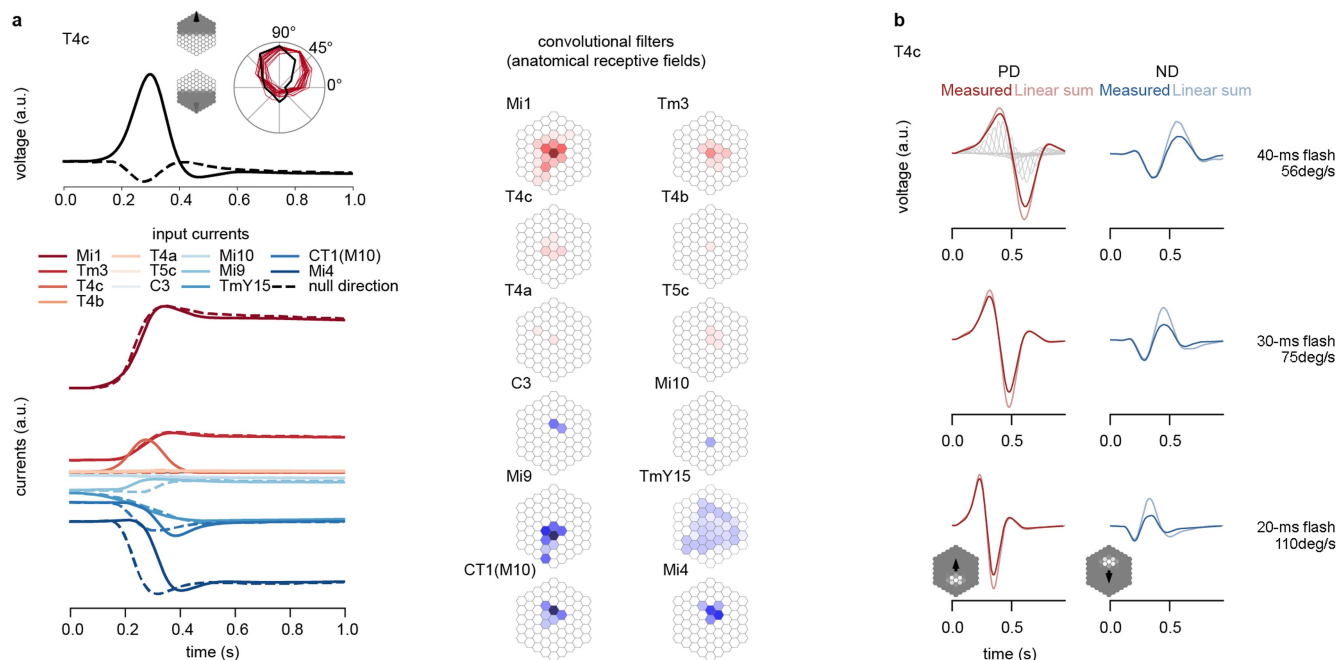 a
T4c
90°
45°
0°
voltage (a.u.)
0.0 0.2 0.4 0.6 0.8 1.0
input currents
Mi1 T4a Mi10 CT1(M10)
Tm3 T5c Mi9 Mi4
T4c C3 TmY15 null direction
T4b
currents (a.u.)
0.0 0.2 0.4 0.6 0.8 1.0
time (s)
convolutional filters
(anatomical receptive fields)
Mi1 Tm3
T4c T4b
T4a T5c
C3 Mi10
Mi9 TmY15
CT1(M10) Mi4
b
T4c
PD ND
Measured Linear sum Measured Linear sum
voltage (a.u.)
40-ms flash
56deg/s
0.0 0.5 0.0 0.5
30-ms flash
75deg/s
0.0 0.5 0.0 0.5
20-ms flash
110deg/s
0.0 0.5 0.0 0.5
time (s) time (s)